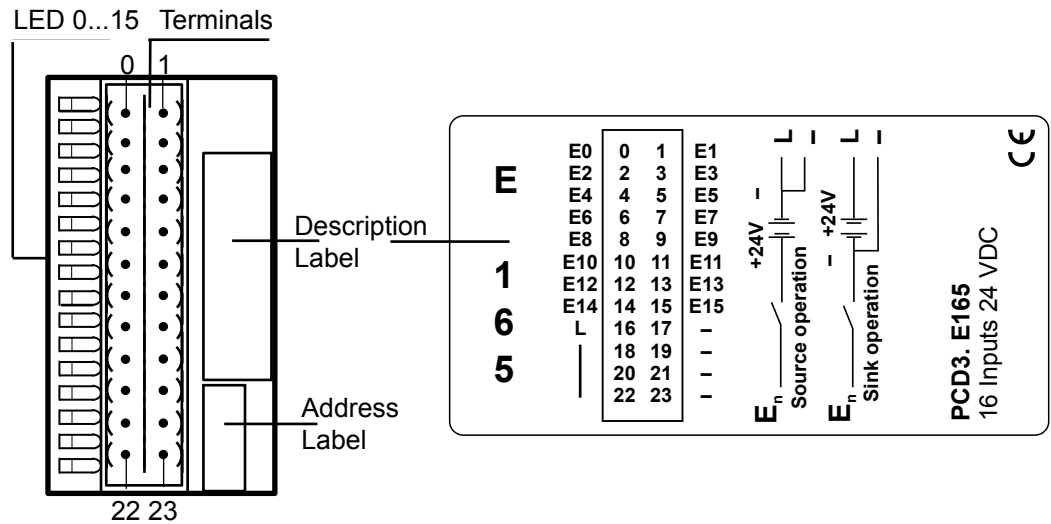 LED 0...15 Terminals
0 1
22 23
Description
Label
Address
Label
E
1
6
5
E0 0 1 E1
E2 2 3 E3
E4 4 5 E5
E6 6 7 E7
E8 8 9 E9
E10 10 11 E11
E12 12 13 E13
E14 14 15 E15
L 16 17 –
18 19 –
20 21 –
22 23 –
L –
+24V –
En
Source operation
L –
– +24V
En
Sink operation
PCD3. E165
16 Inputs 24 VDC
CE